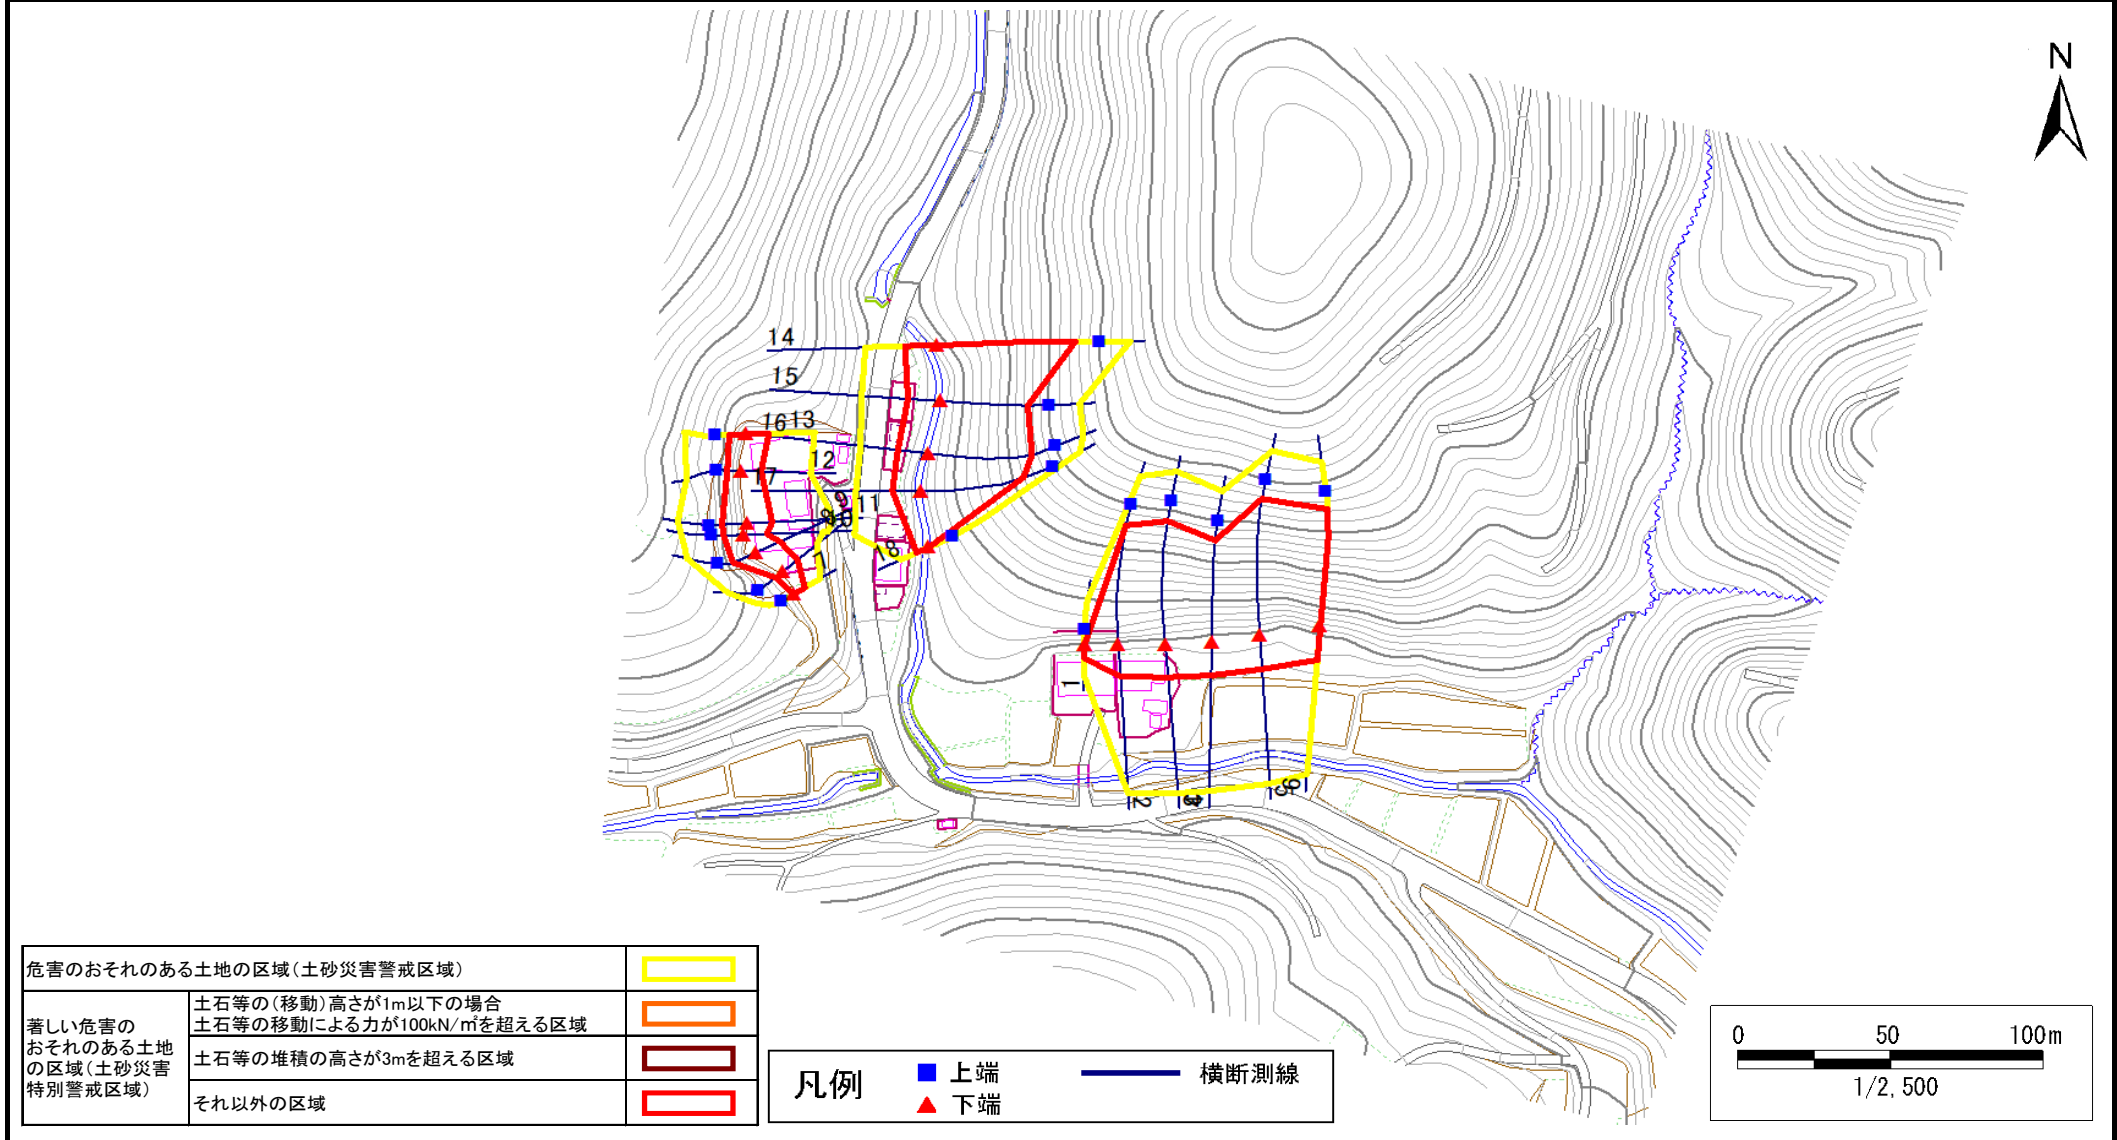 N
14
15
16
13
12
17
9
11
8
10
7
18
1
2
3
5
6
危害のおそれのある土地の区域(土砂災害警戒区域)
著しい危害の
おそれのある土地
の区域(土砂災害
特別警戒区域)
土石等の(移動)高さが1m以下の場合
土石等の移動による力が100kN/㎡を超える区域
土石等の堆積の高さが3mを超える区域
それ以外の区域
凡例
上端
下端
横断測線
0 50 100m
1/2,500